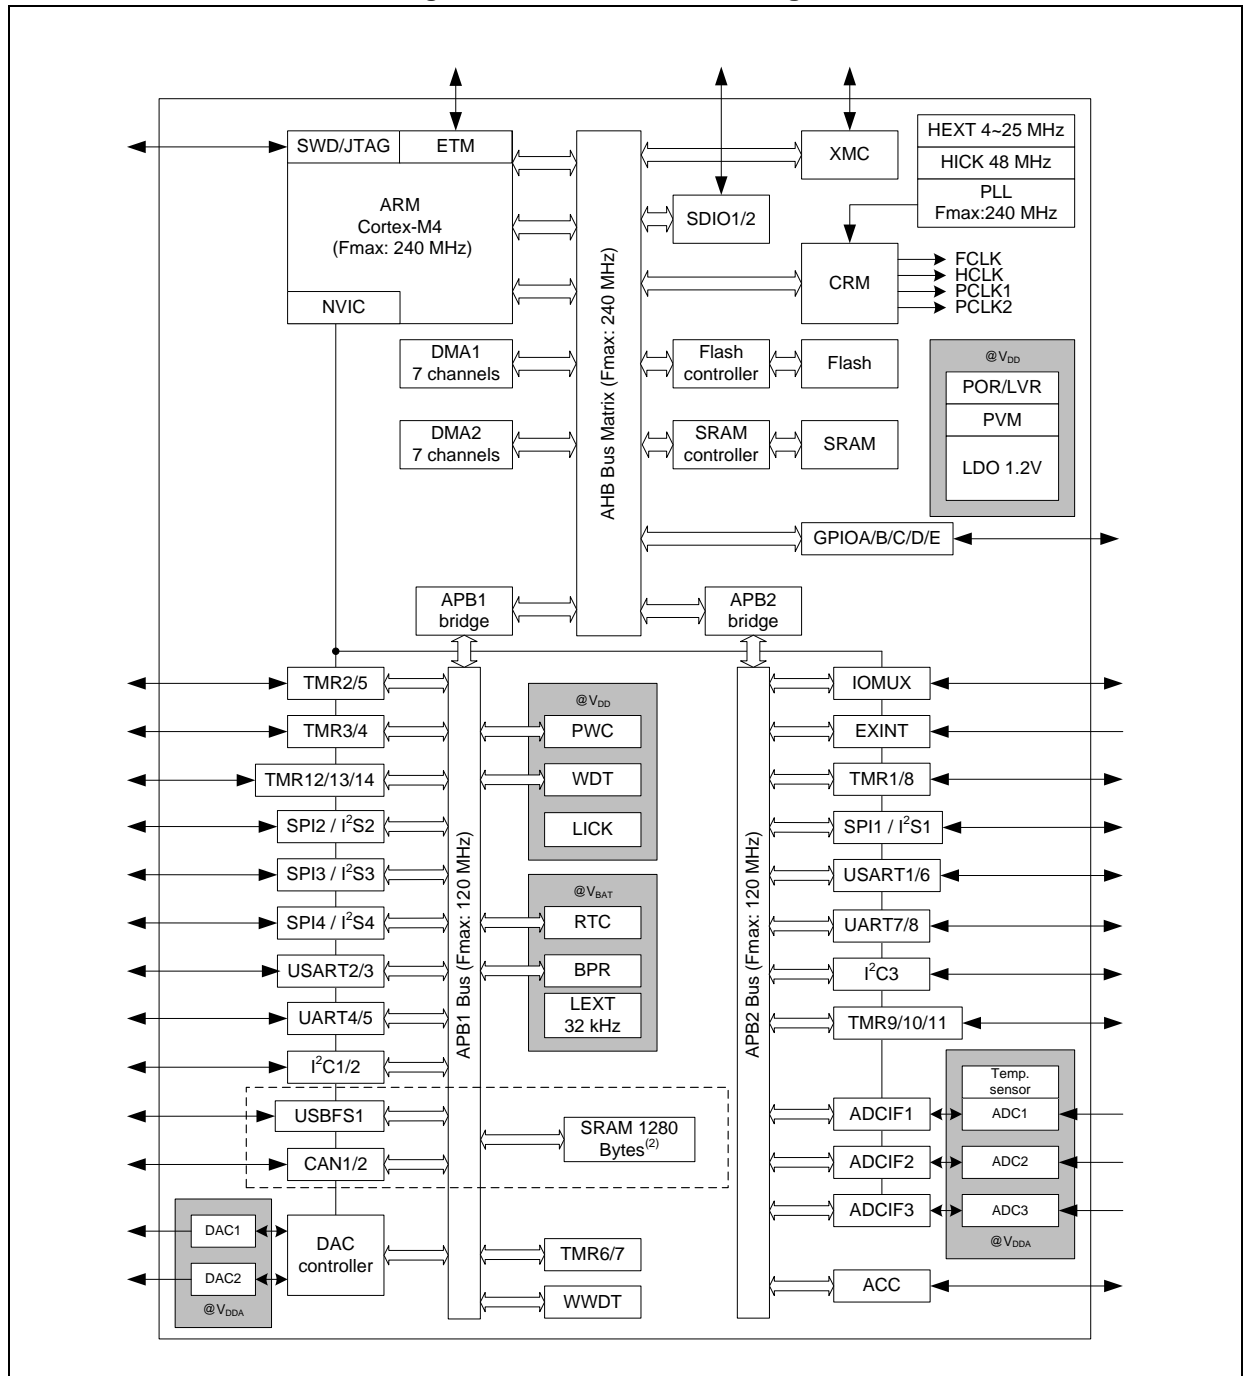 SWD/JTAG
ETM
ARM
Cortex-M4
(Fmax: 240 MHz)
NVIC
DMA1
7 channels
DMA2
7 channels
AHB Bus Matrix (Fmax: 240 MHz)
XMC
SDIO1/2
CRM
HEXT 4~25 MHz
HICK 48 MHz
PLL
Fmax:240 MHz
FCLK
HCLK
PCLK1
PCLK2
Flash
controller
Flash
SRAM
controller
SRAM
@VDD
POR/LVR
PVM
LDO 1.2V
GPIOA/B/C/D/E
APB1
bridge
APB2
bridge
TMR2/5
TMR3/4
TMR12/13/14
SPI2 / I²S2
SPI3 / I²S3
SPI4 / I²S4
USART2/3
UART4/5
I²C1/2
USBFS1
CAN1/2
DAC1
DAC2
@VDDA
DAC
controller
APB1 Bus (Fmax: 120 MHz)
@VDD
PWC
WDT
LICK
@VBAT
RTC
BPR
LEXT
32 kHz
SRAM 1280
Bytes(2)
TMR6/7
WWDT
APB2 Bus (Fmax: 120 MHz)
IOMUX
EXINT
TMR1/8
SPI1 / I²S1
USART1/6
UART7/8
I²C3
TMR9/10/11
ADCIF1
ADCIF2
ADCIF3
ACC
Temp.
sensor
ADC1
ADC2
ADC3
@VDDA